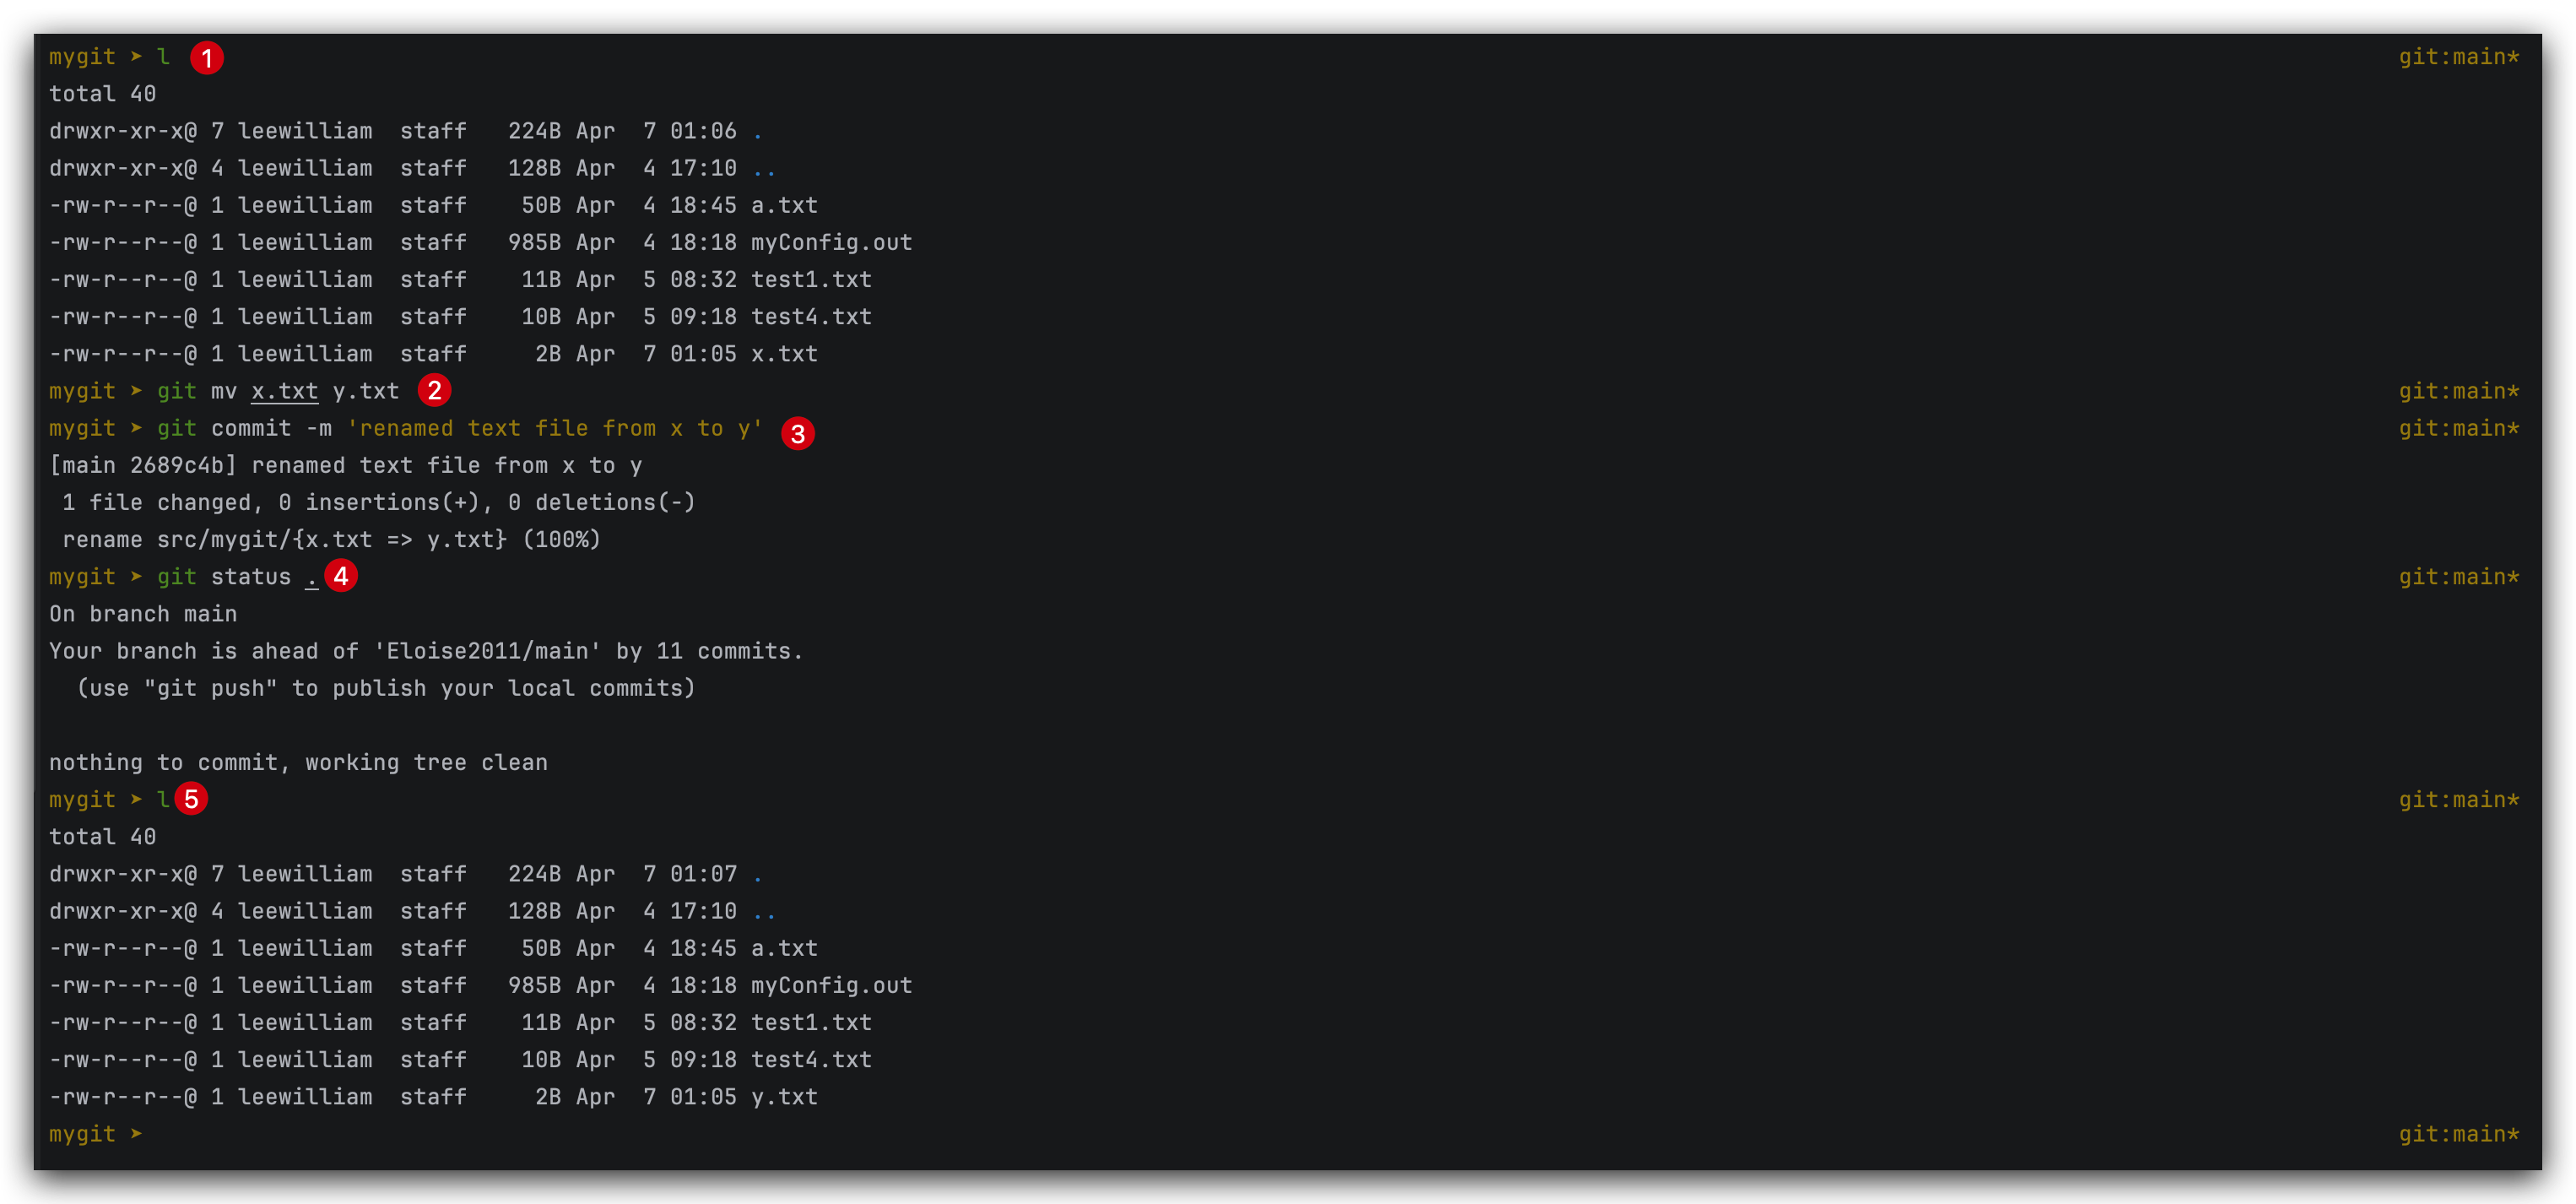 mygit ➤ l 1 git:main*
total 40
drwxr-xr-x@ 7 leewilliam  staff   224B Apr  7 01:06 .
drwxr-xr-x@ 4 leewilliam  staff   128B Apr  4 17:10 ..
-rw-r--r--@ 1 leewilliam  staff    50B Apr  4 18:45 a.txt
-rw-r--r--@ 1 leewilliam  staff   985B Apr  4 18:18 myConfig.out
-rw-r--r--@ 1 leewilliam  staff    11B Apr  5 08:32 test1.txt
-rw-r--r--@ 1 leewilliam  staff    10B Apr  5 09:18 test4.txt
-rw-r--r--@ 1 leewilliam  staff     2B Apr  7 01:05 x.txt
mygit ➤ git mv x.txt y.txt 2 git:main*
mygit ➤ git commit -m 'renamed text file from x to y' 3 git:main*
[main 2689c4b] renamed text file from x to y
 1 file changed, 0 insertions(+), 0 deletions(-)
 rename src/mygit/{x.txt => y.txt} (100%)
mygit ➤ git status . 4 git:main*
On branch main
Your branch is ahead of 'Eloise2011/main' by 11 commits.
  (use "git push" to publish your local commits)
nothing to commit, working tree clean
mygit ➤ l 5 git:main*
total 40
drwxr-xr-x@ 7 leewilliam  staff   224B Apr  7 01:07 .
drwxr-xr-x@ 4 leewilliam  staff   128B Apr  4 17:10 ..
-rw-r--r--@ 1 leewilliam  staff    50B Apr  4 18:45 a.txt
-rw-r--r--@ 1 leewilliam  staff   985B Apr  4 18:18 myConfig.out
-rw-r--r--@ 1 leewilliam  staff    11B Apr  5 08:32 test1.txt
-rw-r--r--@ 1 leewilliam  staff    10B Apr  5 09:18 test4.txt
-rw-r--r--@ 1 leewilliam  staff     2B Apr  7 01:05 y.txt
mygit ➤ git:main*